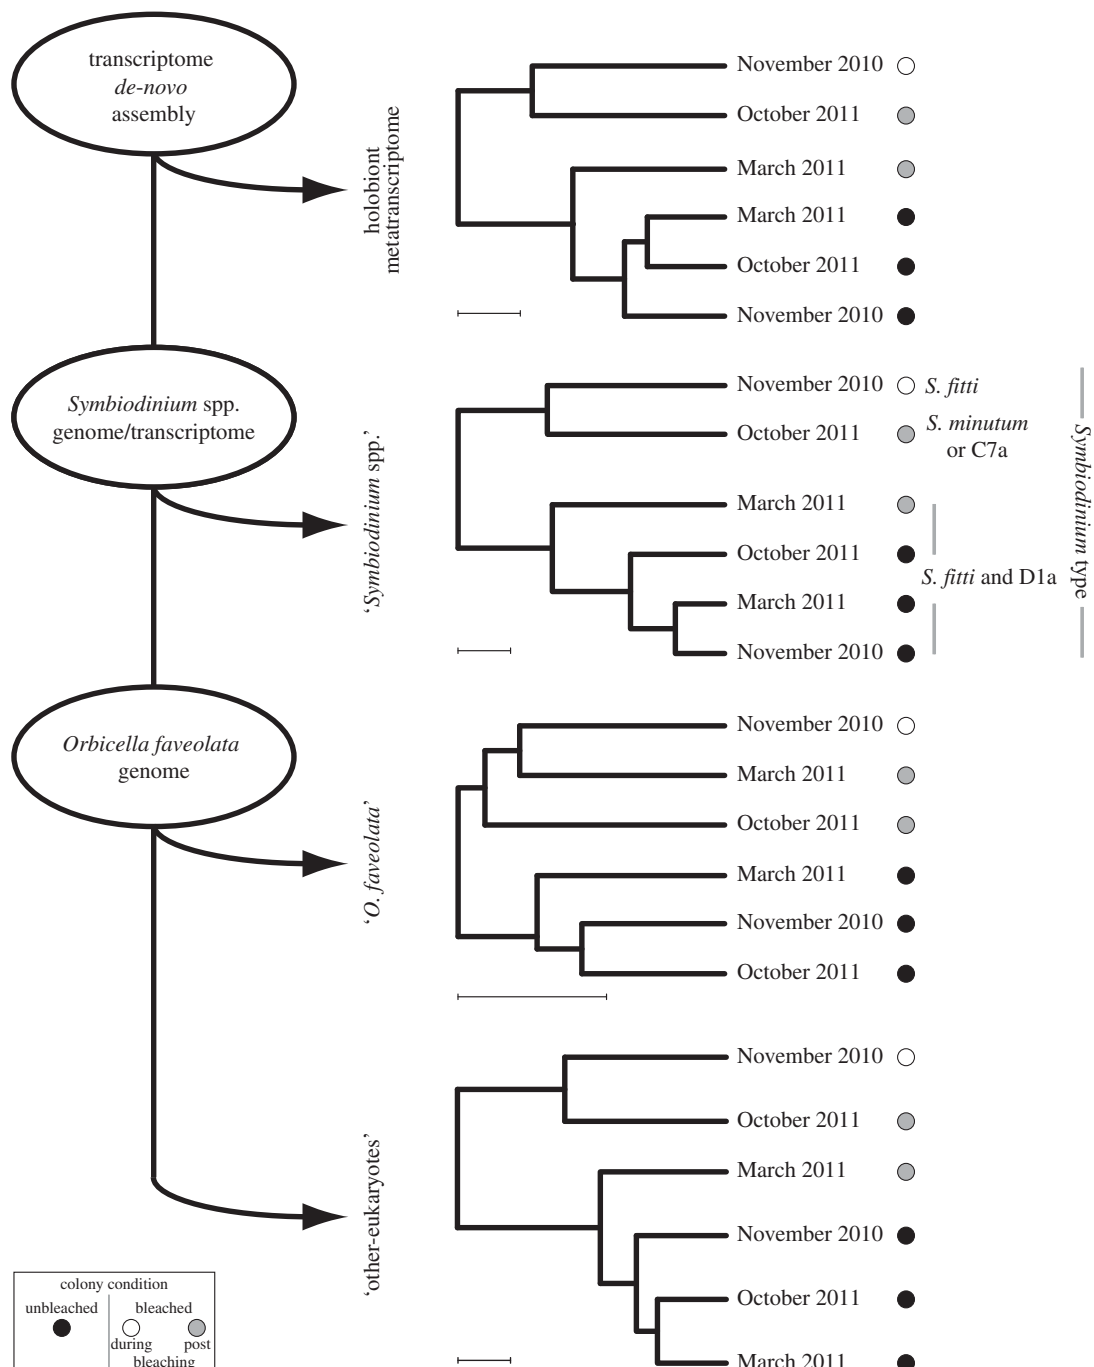 transcriptome
de-novo
assembly
holobiont
metatranscriptome
November 2010
October 2011
March 2011
March 2011
October 2011
November 2010
Symbiodinium spp.
genome/transcriptome
'Symbiodinium spp.'
November 2010 S. fitti
October 2011 S. minutum
or C7a
March 2011
October 2011
S. fitti and D1a
March 2011
November 2010
Symbiodinium type
Orbicella faveolata
genome
'O. faveolata'
November 2010
March 2011
October 2011
March 2011
November 2010
October 2011
'other-eukaryotes'
November 2010
October 2011
March 2011
November 2010
October 2011
March 2011
colony condition
unbleached bleached
during post
bleaching